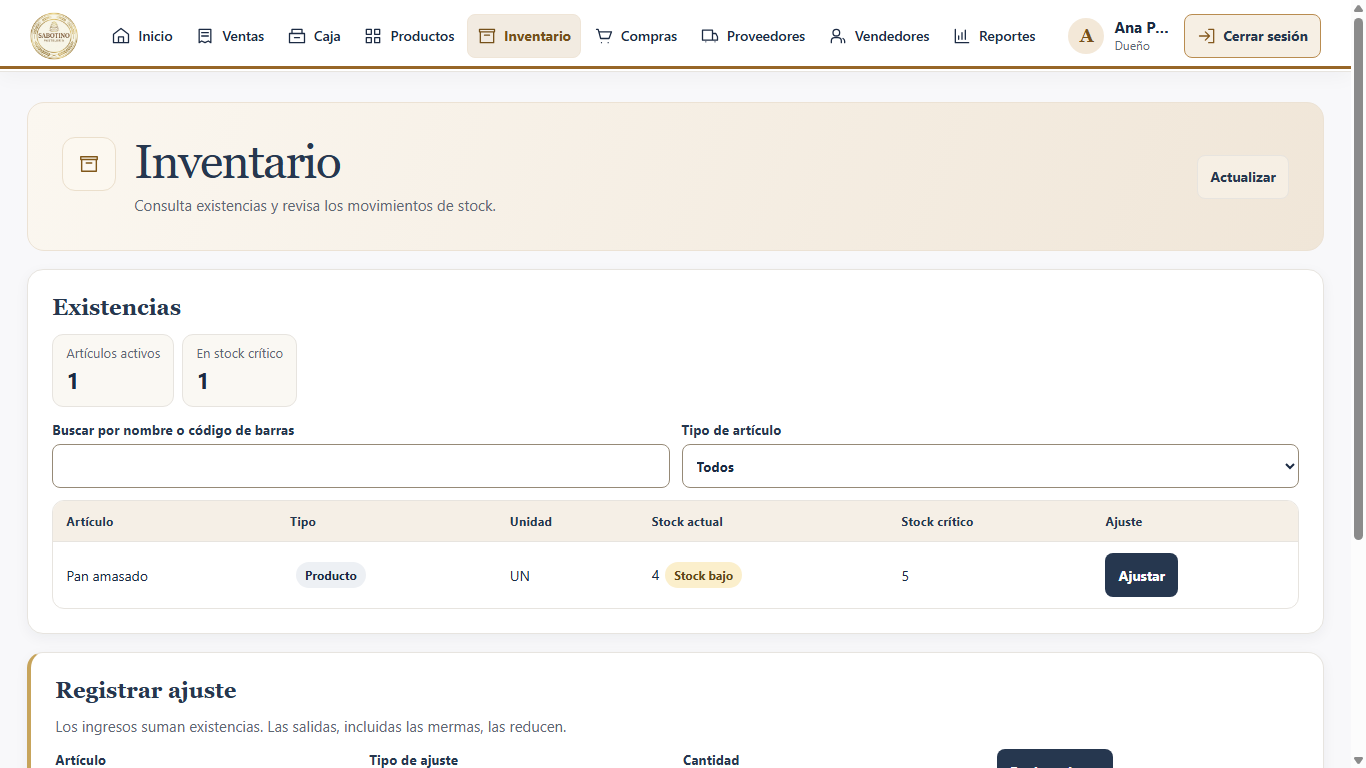 SABOTINO
Inicio
Ventas
Caja
Productos
Inventario
Compras
Proveedores
Vendedores
Reportes
A
Ana P...
Dueño
Cerrar sesión
Inventario
Consulta existencias y revisa los movimientos de stock.
Actualizar
Existencias
Artículos activos
1
En stock crítico
1
Buscar por nombre o código de barras
Tipo de artículo
Todos
Artículo Tipo Unidad Stock actual Stock crítico Ajuste
Pan amasado Producto UN 4 Stock bajo 5 Ajustar
Registrar ajuste
Los ingresos suman existencias. Las salidas, incluidas las mermas, las reducen.
Artículo Tipo de ajuste Cantidad